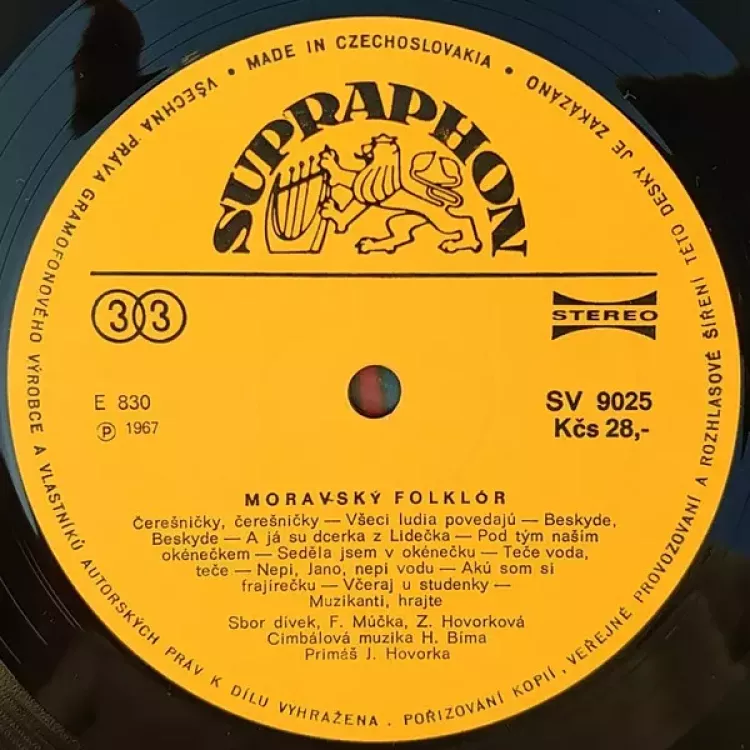 • MADE IN CZECHOSLOVAKIA •
SUPRAPHON
33
STEREO
E 830
SV 9025
Ⓟ 1967
Kčs 28,-
MORAVSKÝ FOLKLÓR
Čerešničky, čerešničky — Všeci ludia povedajú — Beskyde,
Beskyde — A já su dcerka z Lidečka — Pod tým naším
okénečkem — Seděla jsem v okénečku — Teče voda,
teče — Nepi, Jano, nepi vodu — Akú som si
frajírečku — Včeraj u studenky —
Muzikanti, hrajte
Sbor dívek, F. Múčka, Z. Hovorková
Cimbálová muzika H. Bíma
Primáš J. Hovorka
VŠECHNA PRÁVA GRAMOFONOVÉHO VÝROBCE A VLASTNÍKŮ AUTORSKÝCH PRÁV K DÍLU VYHRAŽENA . POŘIZOVÁNÍ KOPIÍ , VEŘEJNÉ PROVOZOVÁNÍ A ROZHLASOVÉ ŠÍŘENÍ TÉTO DESKY JE ZAKÁZÁNO